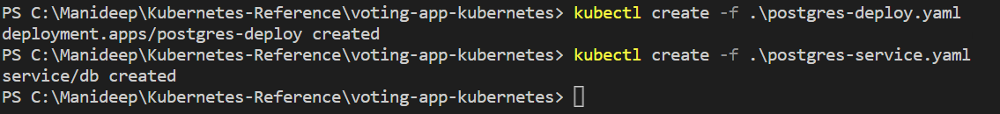 PS C:\Manideep\Kubernetes-Reference\voting-app-kubernetes> kubectl create -f .\postgres-deploy.yaml
deployment.apps/postgres-deploy created
PS C:\Manideep\Kubernetes-Reference\voting-app-kubernetes> kubectl create -f .\postgres-service.yaml
service/db created
PS C:\Manideep\Kubernetes-Reference\voting-app-kubernetes>